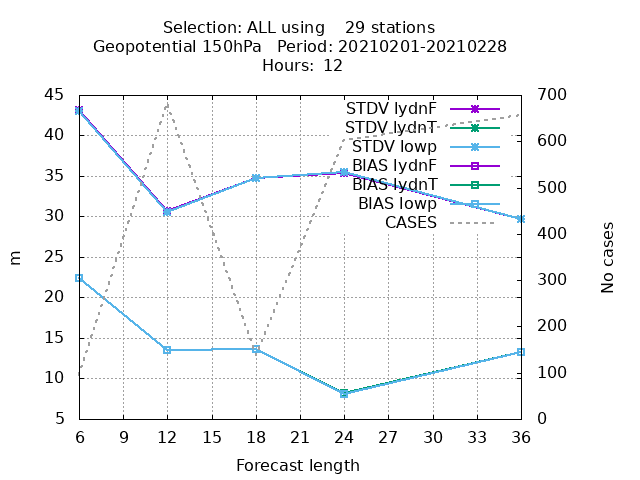 Selection: ALL using    29 stations
Geopotential 150hPa   Period: 20210201-20210228
Hours: 12
45
40
35
30
25
20
15
10
5
m
700
600
500
400
300
200
100
0
No cases
STDV lydnF
STDV lydnT
STDV lowp
BIAS lydnF
BIAS lydnT
BIAS lowp
CASES
6 9 12 15 18 21 24 27 30 33 36
Forecast length